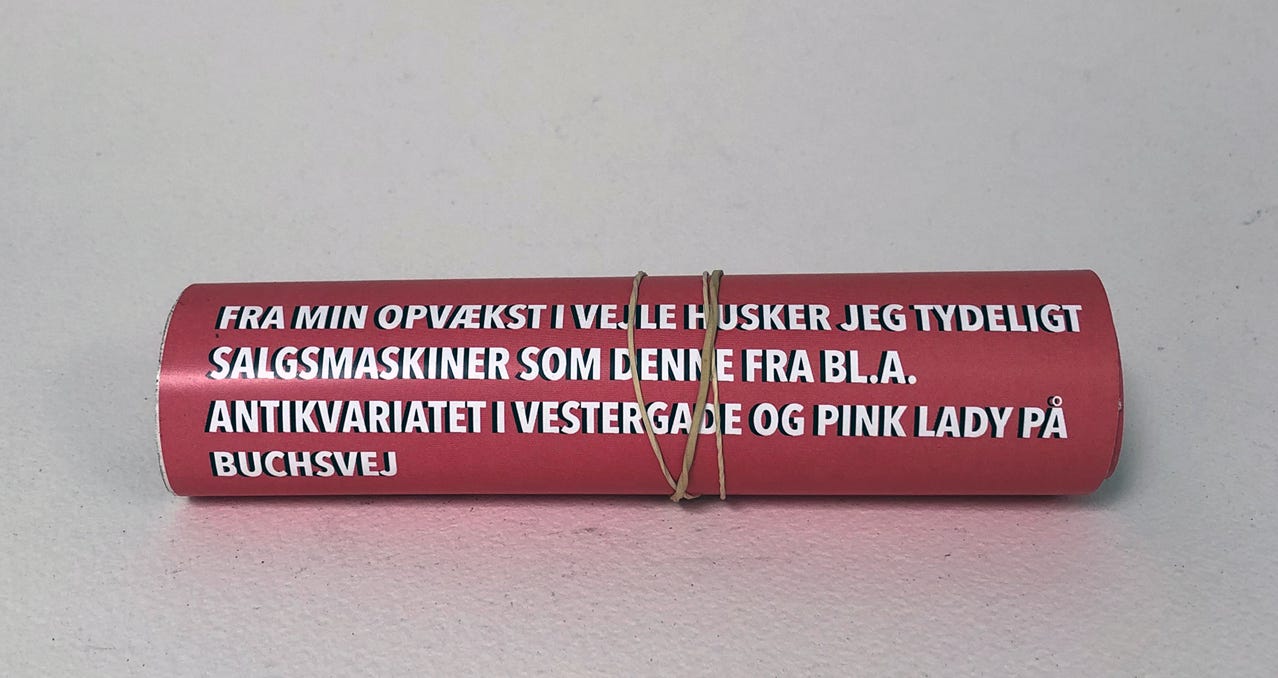 FRA MIN OPVÆKST I VEJLE HUSKER JEG TYDELIGT
SALGSMASKINER SOM DENNE FRA BL.A.
ANTIKVARIATET I VESTERGADE OG PINK LADY PÅ
BUCHSVEJ